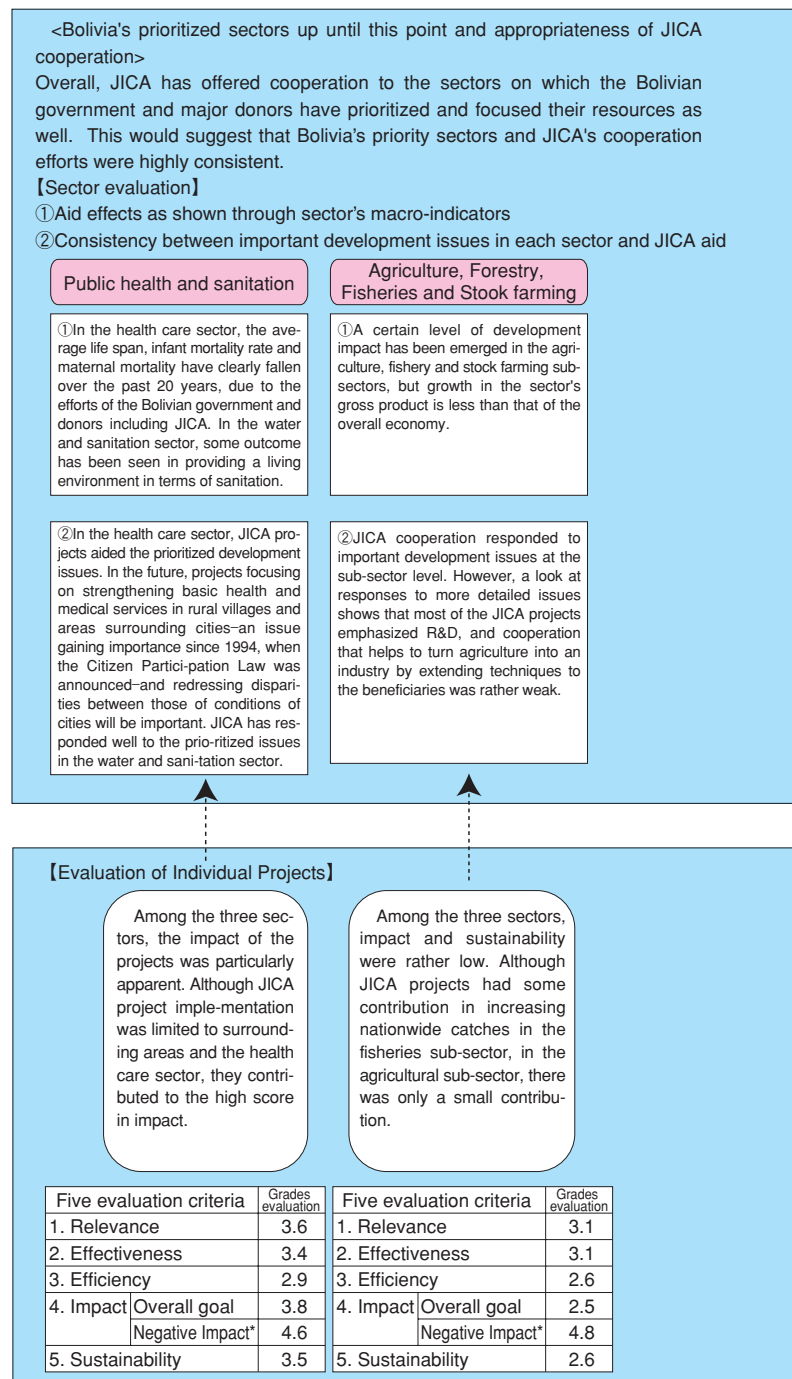 <Bolivia's prioritized sectors up until this point and appropriateness of JICA
cooperation>
Overall, JICA has offered cooperation to the sectors on which the Bolivian
government and major donors have prioritized and focused their resources as
well. This would suggest that Bolivia's priority sectors and JICA's cooperation
efforts were highly consistent.
【Sector evaluation】
①Aid effects as shown through sector's macro-indicators
②Consistency between important development issues in each sector and JICA aid
Public health and sanitation
①In the health care sector, the ave-
rage life span, infant mortality rate and
maternal mortality have clearly fallen
over the past 20 years, due to the
efforts of the Bolivian government and
donors including JICA. In the water
and sanitation sector, some outcome
has been seen in providing a living
environment in terms of sanitation.
②In the health care sector, JICA pro-
jects aided the prioritized development
issues. In the future, projects focusing
on strengthening basic health and
medical services in rural villages and
areas surrounding cities–an issue
gaining importance since 1994, when
the Citizen Partici-pation Law was
announced–and redressing dispari-
ties between those of conditions of
cities will be important. JICA has res-
ponded well to the prio-ritized issues
in the water and sani-tation sector.
Agriculture, Forestry,
Fisheries and Stook farming
①A certain level of development
impact has been emerged in the agri-
culture, fishery and stock farming sub-
sectors, but growth in the sector's
gross product is less than that of the
overall economy.
②JICA cooperation responded to
important development issues at the
sub-sector level. However, a look at
responses to more detailed issues
shows that most of the JICA projects
emphasized R&D, and cooperation
that helps to turn agriculture into an
industry by extending techniques to
the beneficiaries was rather weak.
【Evaluation of Individual Projects】
Among the three sec-
tors, the impact of the
projects was particularly
apparent. Although JICA
project imple-mentation
was limited to surround-
ing areas and the health
care sector, they contri-
buted to the high score
in impact.
Among the three sectors,
impact and sustainability
were rather low. Although
JICA projects had some
contribution in increasing
nationwide catches in the
fisheries sub-sector, in the
agricultural sub-sector, there
was only a small contribu-
tion.
Five evaluation criteria Grades evaluation
1. Relevance 3.6
2. Effectiveness 3.4
3. Efficiency 2.9
4. Impact Overall goal 3.8
Negative Impact* 4.6
5. Sustainability 3.5
Five evaluation criteria Grades evaluation
1. Relevance 3.1
2. Effectiveness 3.1
3. Efficiency 2.6
4. Impact Overall goal 2.5
Negative Impact* 4.8
5. Sustainability 2.6